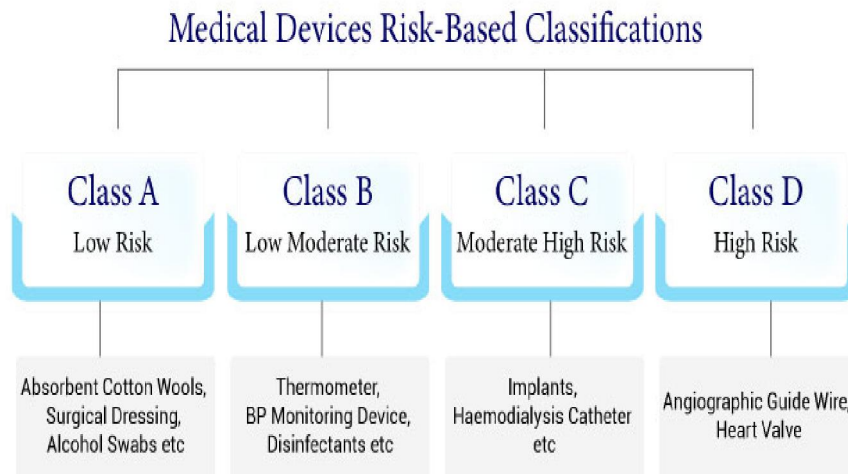 Medical Devices Risk-Based Classifications
Class A
Low Risk
Class B
Low Moderate Risk
Class C
Moderate High Risk
Class D
High Risk
Absorbent Cotton Wools,
Surgical Dressing,
Alcohol Swabs etc
Thermometer,
BP Monitoring Device,
Disinfectants etc
Implants,
Haemodialysis Catheter
etc
Angiographic Guide Wire,
Heart Valve